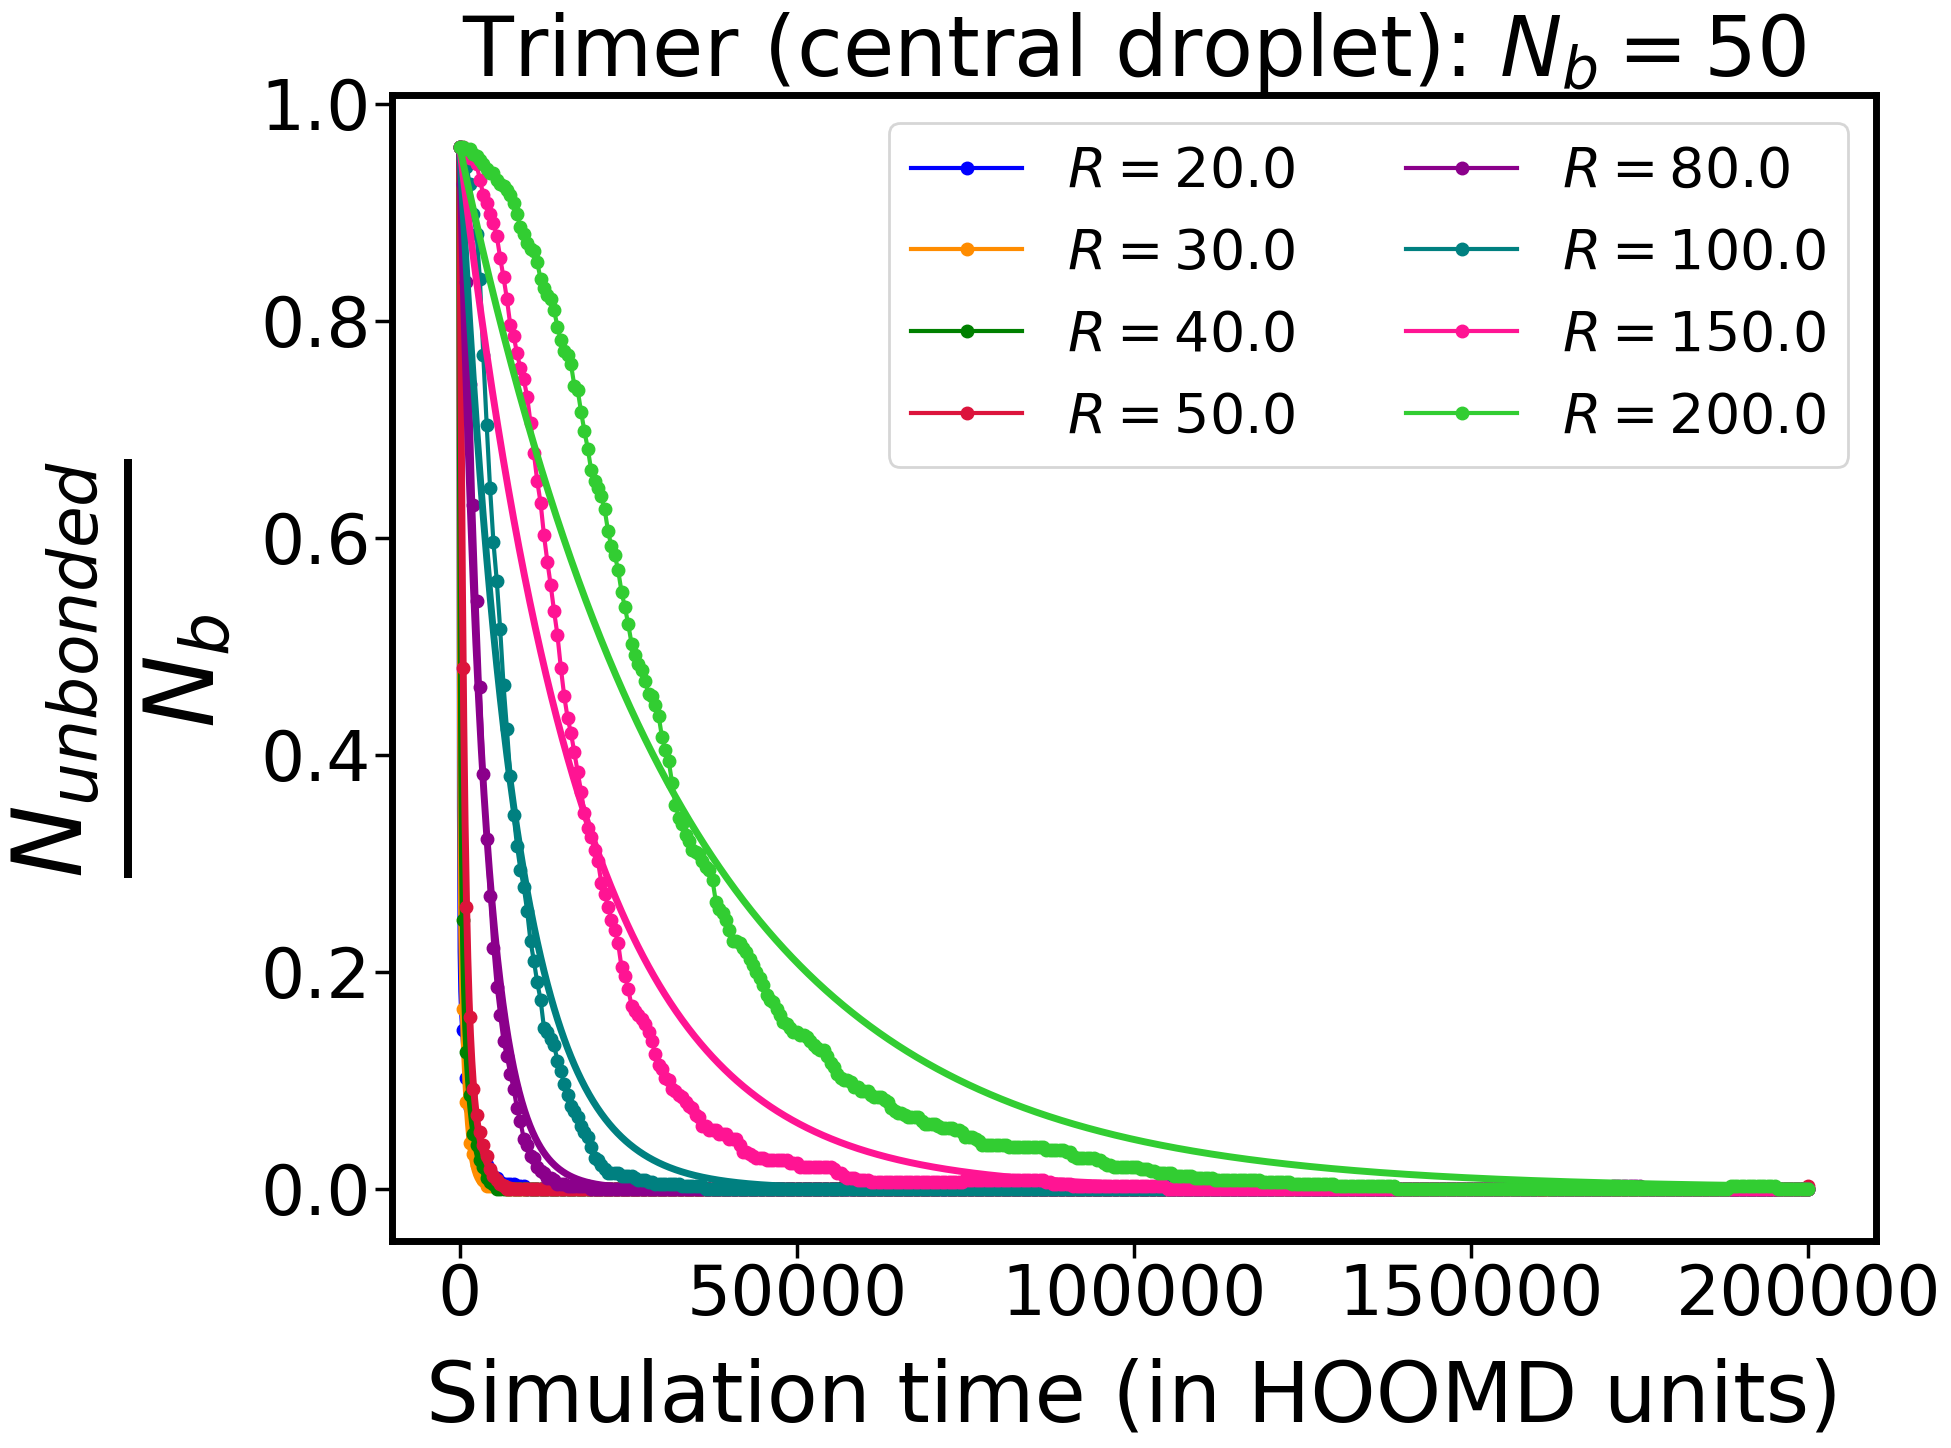 Trimer (central droplet): N_b = 50
N_unbonded
N_b
1.0
0.8
0.6
0.4
0.2
0.0
R = 20.0
R = 30.0
R = 40.0
R = 50.0
R = 80.0
R = 100.0
R = 150.0
R = 200.0
0 50000 100000 150000 200000
Simulation time (in HOOMD units)